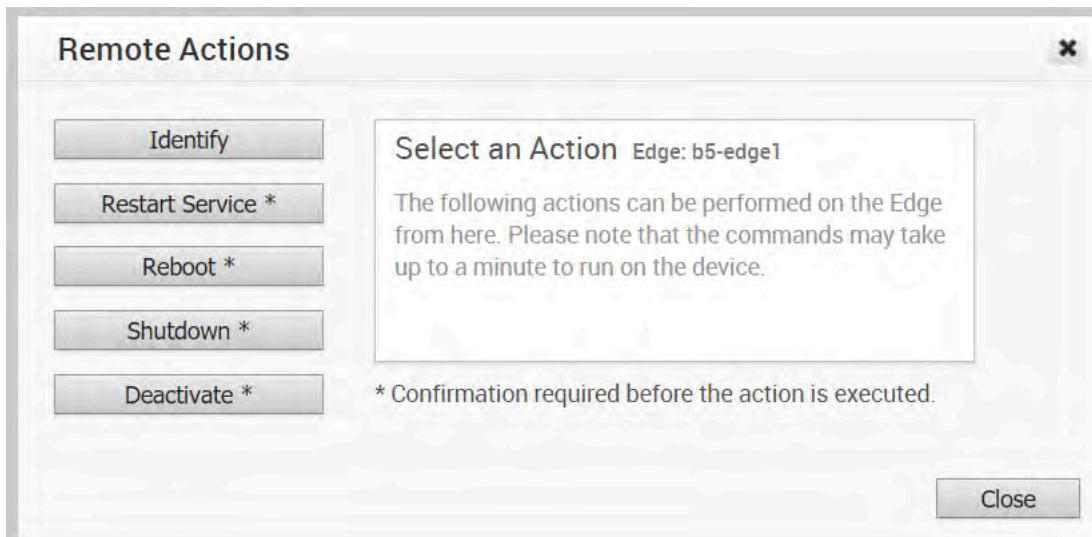 Remote Actions
Identify
Restart Service *
Reboot *
Shutdown *
Deactivate *
Select an Action Edge: b5-edge1
The following actions can be performed on the Edge
from here. Please note that the commands may take
up to a minute to run on the device.
* Confirmation required before the action is executed.
Close